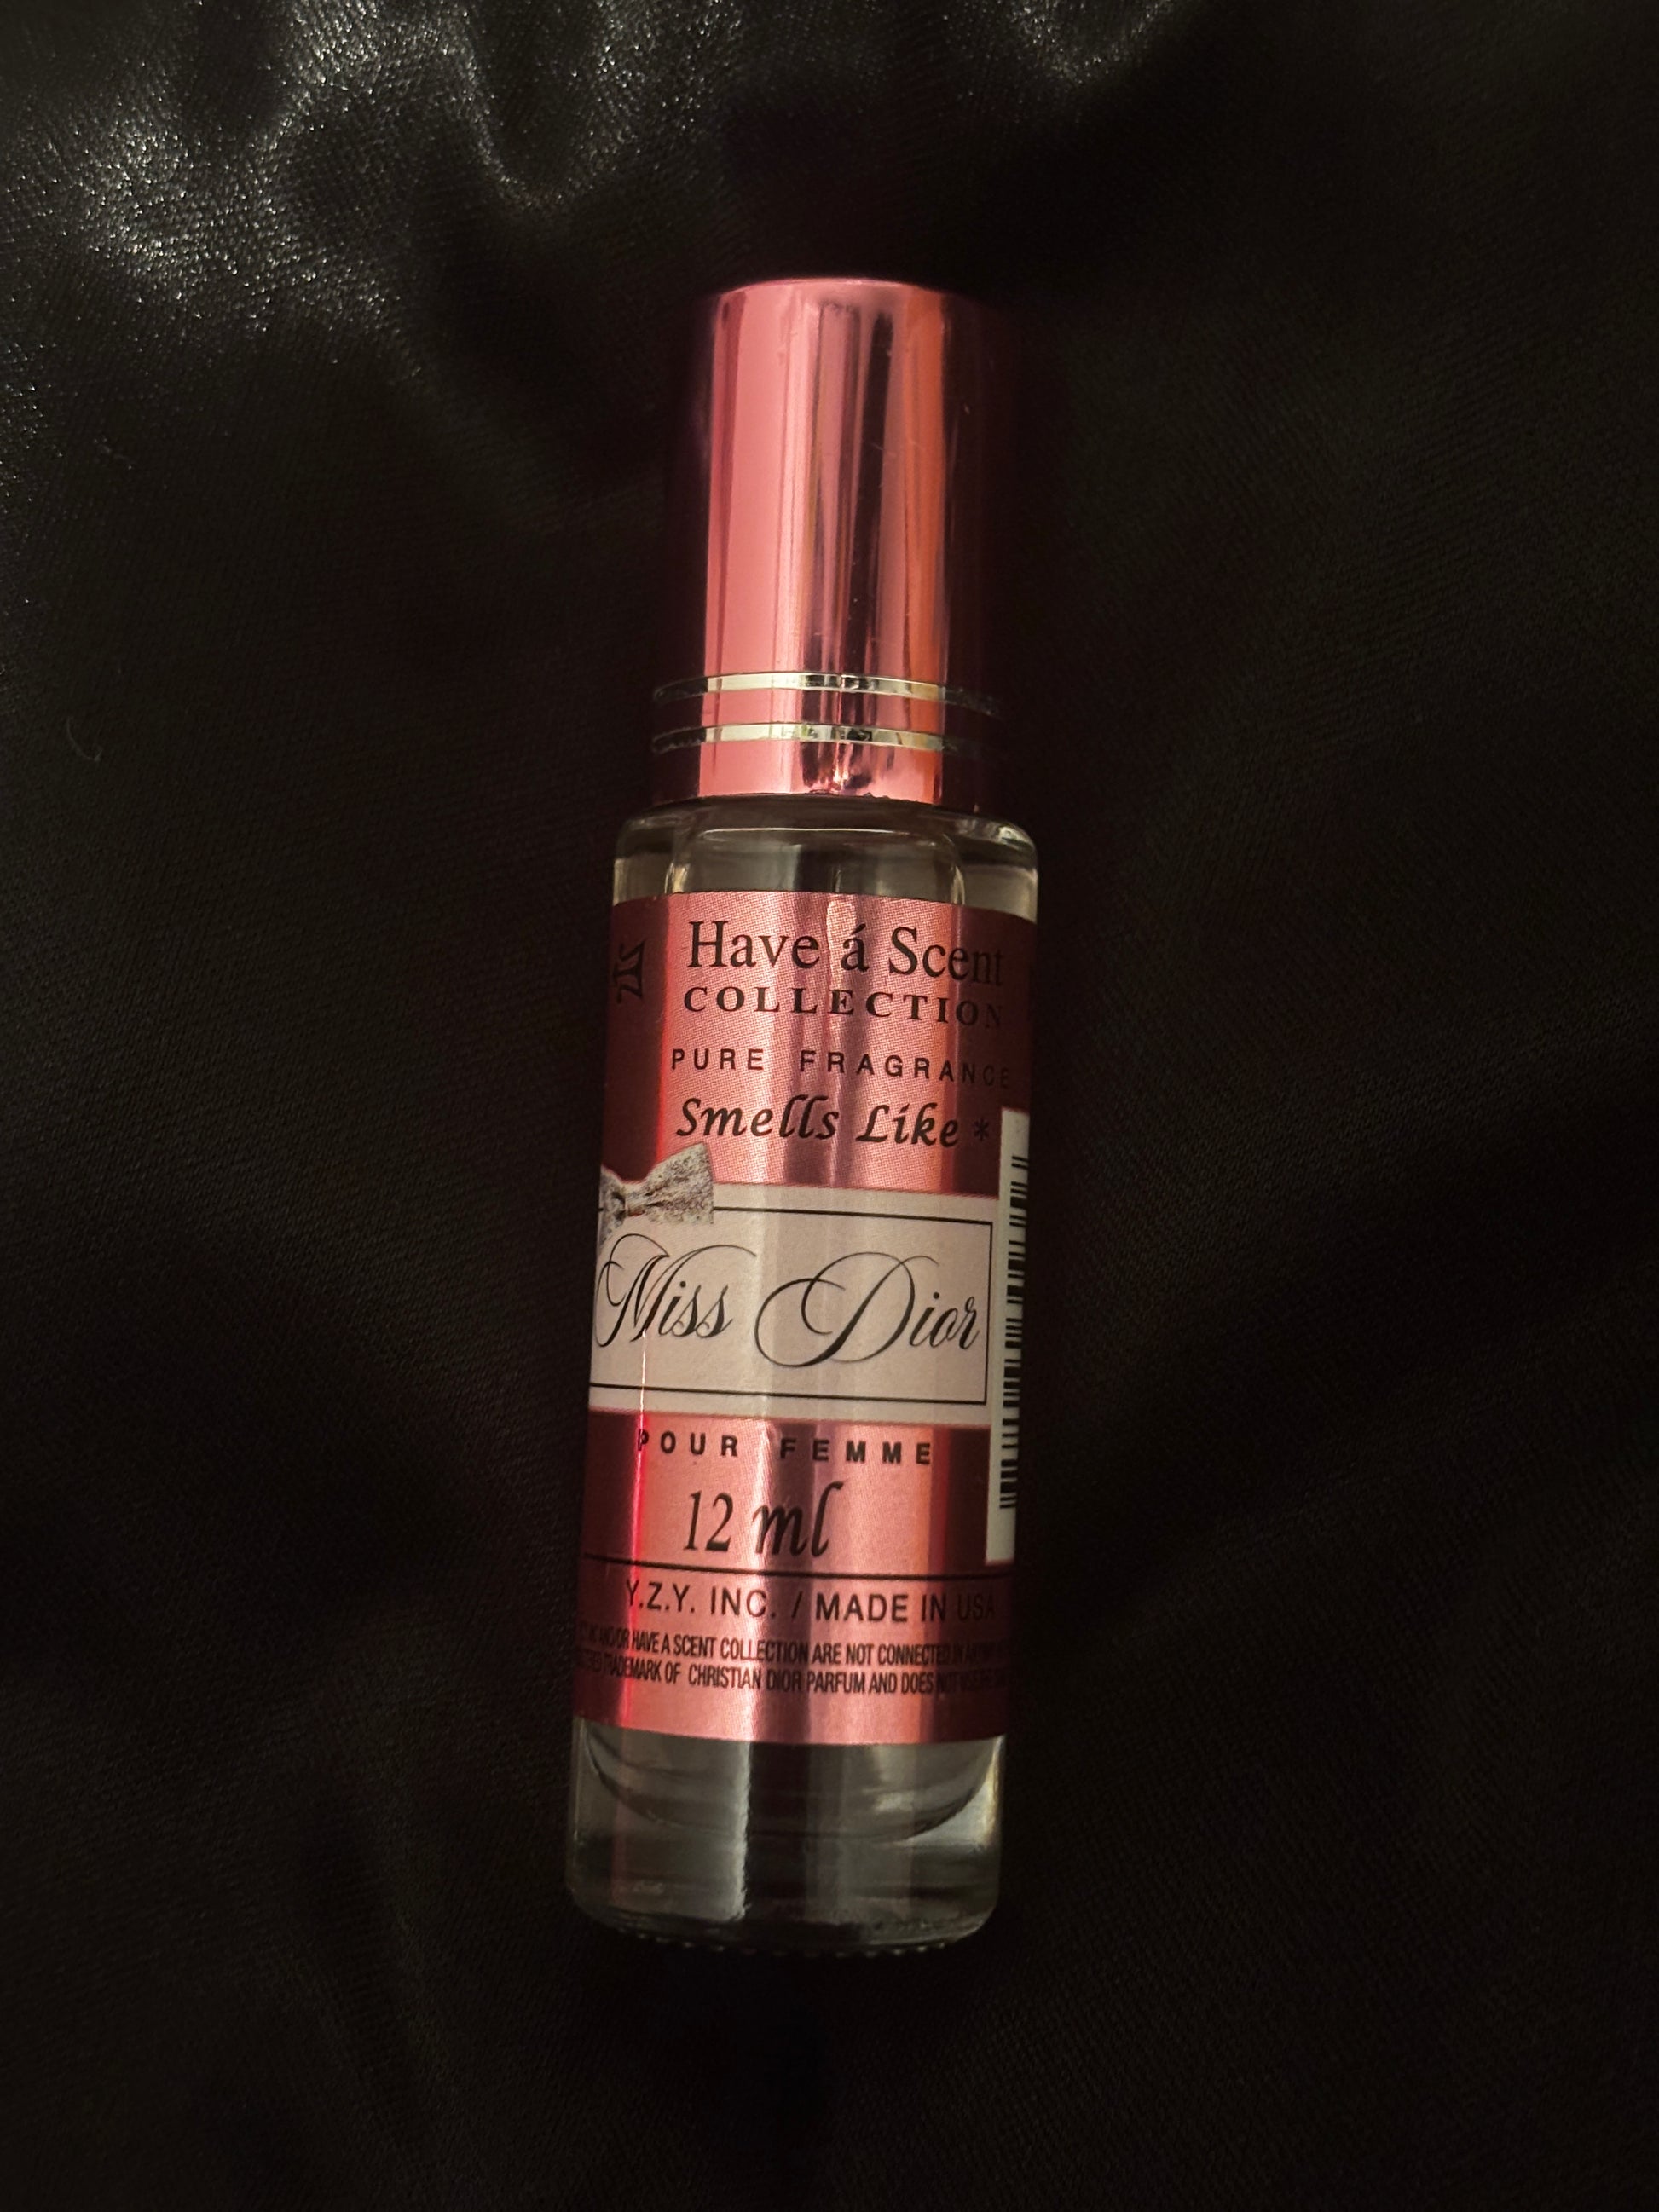 Have á Scent
COLLECTION
PURE FRAGRANCE
Smells Like *
Miss Dior
POUR FEMME
12 ml
Y.Z.Y. INC. / MADE IN USA
HAVE A SCENT COLLECTION ARE NOT CONNECTED IN
TRADEMARK OF CHRISTIAN DIOR PARFUM AND DOES NOT